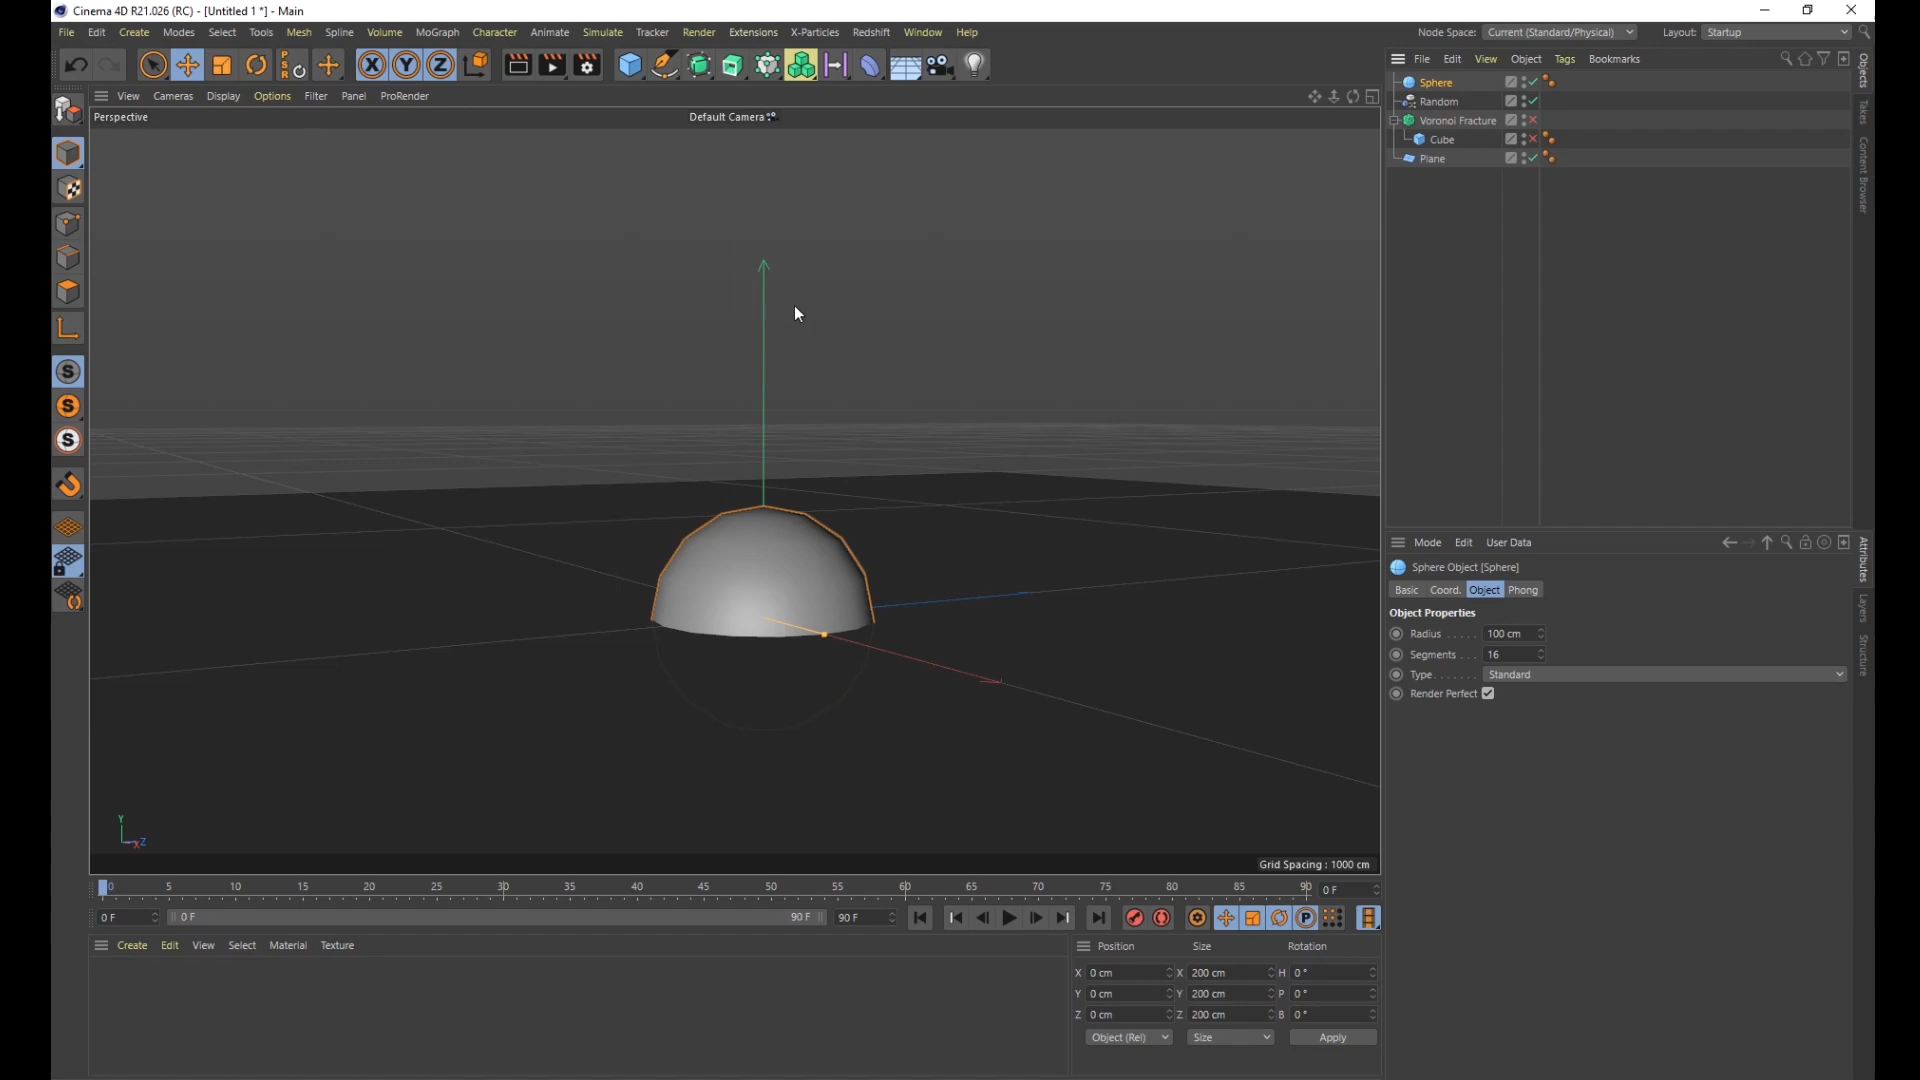 Cinema 4D R21.026 (RC) - [Untitled 1 *] - Main
File Edit Create Modes Select Tools Mesh Spline Volume MoGraph Character Animate Simulate Tracker Render Extensions X-Particles Redshift Window Help Node Space: Current (Standard/Physical) Layout: Startup
P S R X Y Z
File Edit View Object Tags Bookmarks
View Cameras Display Options Filter Panel ProRender
Perspective Default Camera
Sphere
Random
Voronoi Fracture
Cube
Plane
Objects
Takes
Content Browser
S
S
S
Mode Edit User Data
Sphere Object [Sphere]
Basic Coord. Object Phong
Object Properties
Radius . . . . . 100 cm
Segments . . . 16
Type. . . . . . . Standard
Render Perfect
Attributes
Layers
Structure
Y
X Z
Grid Spacing : 1000 cm
0 5 10 15 20 25 30 35 40 45 50 55 60 65 70 75 80 85 90 0 F
0 F 0 F 90 F 90 F P
Create Edit View Select Material Texture
Position Size Rotation
X 0 cm X 200 cm H 0 °
Y 0 cm Y 200 cm P 0 °
Z 0 cm Z 200 cm B 0 °
Object (Rel) Size Apply